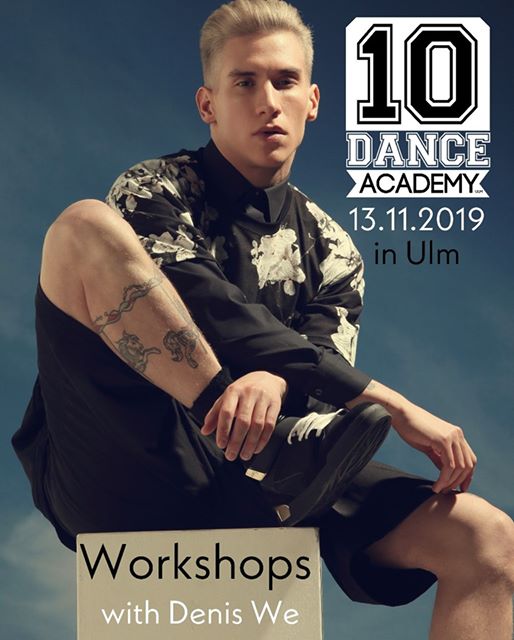 10
DANCE
ACADEMY
13.11.2019
in Ulm
Workshops
with Denis We